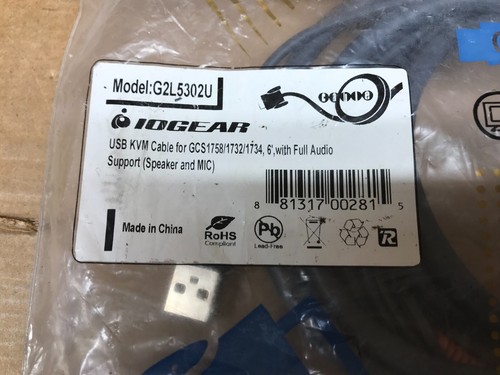 Model:G2L5302U
IOGEAR
USB KVM Cable for GCS1758/1732/1734, 6',with Full Audio
Support (Speaker and MIC)
8 81317 00281 5
Made in China
RoHS
Compliant
Pb
Lead-Free
R